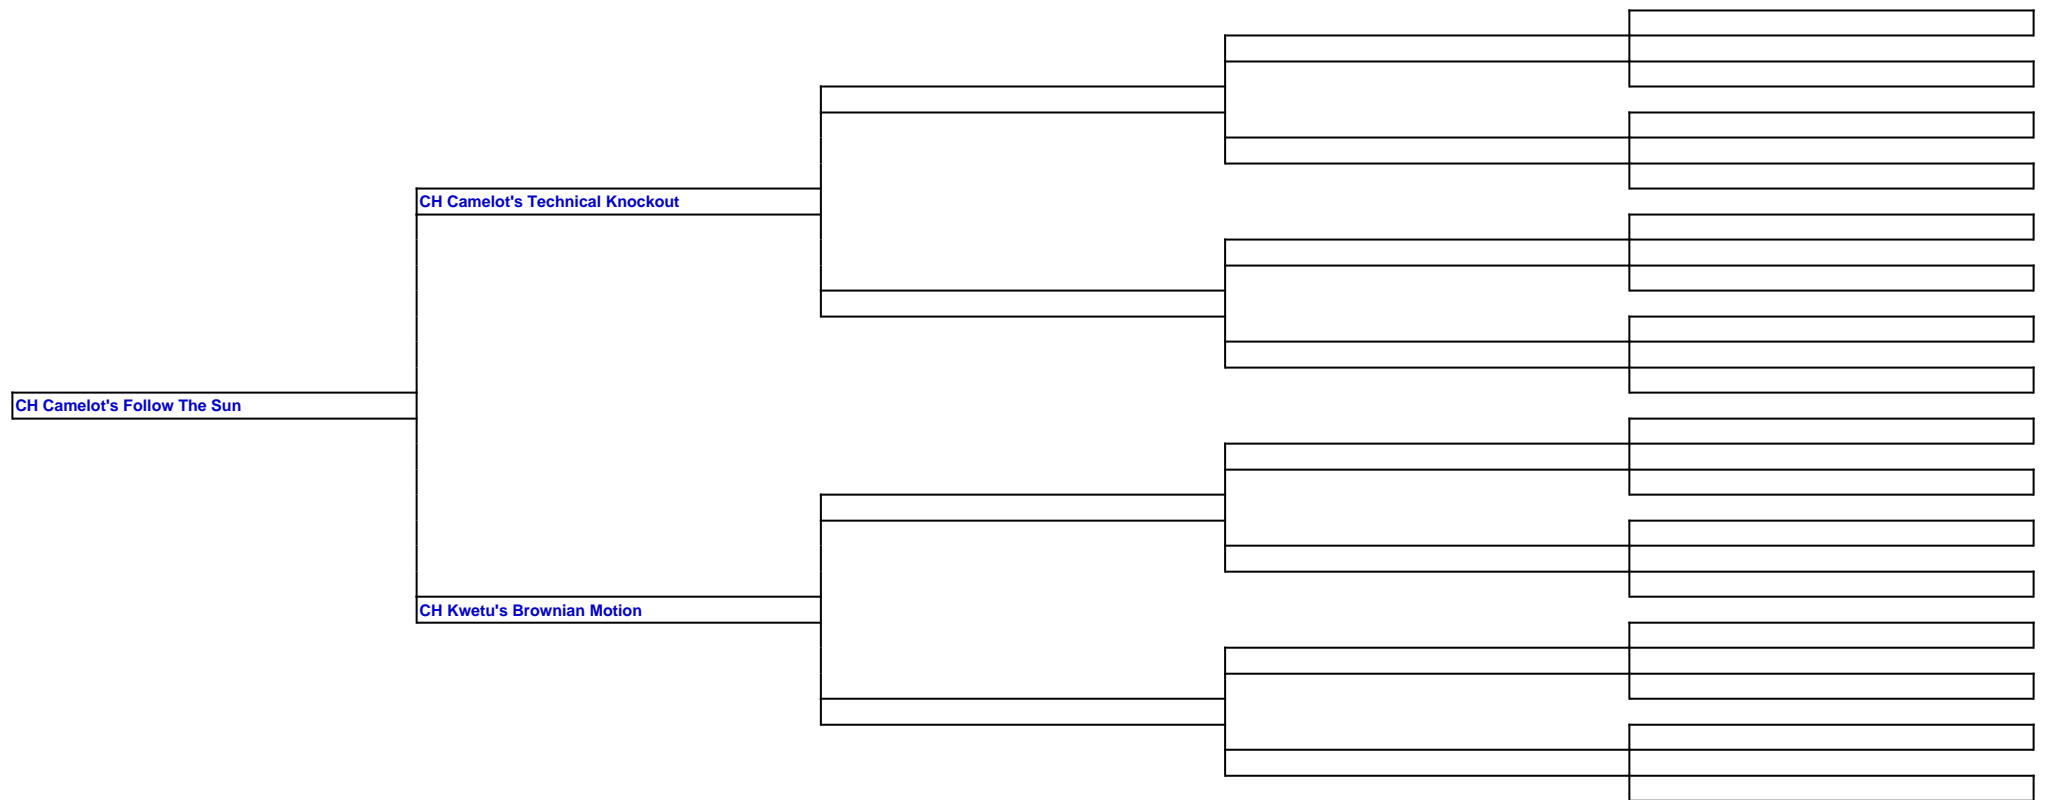 CH Camelot's Technical Knockout
CH Camelot's Follow The Sun
CH Kwetu's Brownian Motion